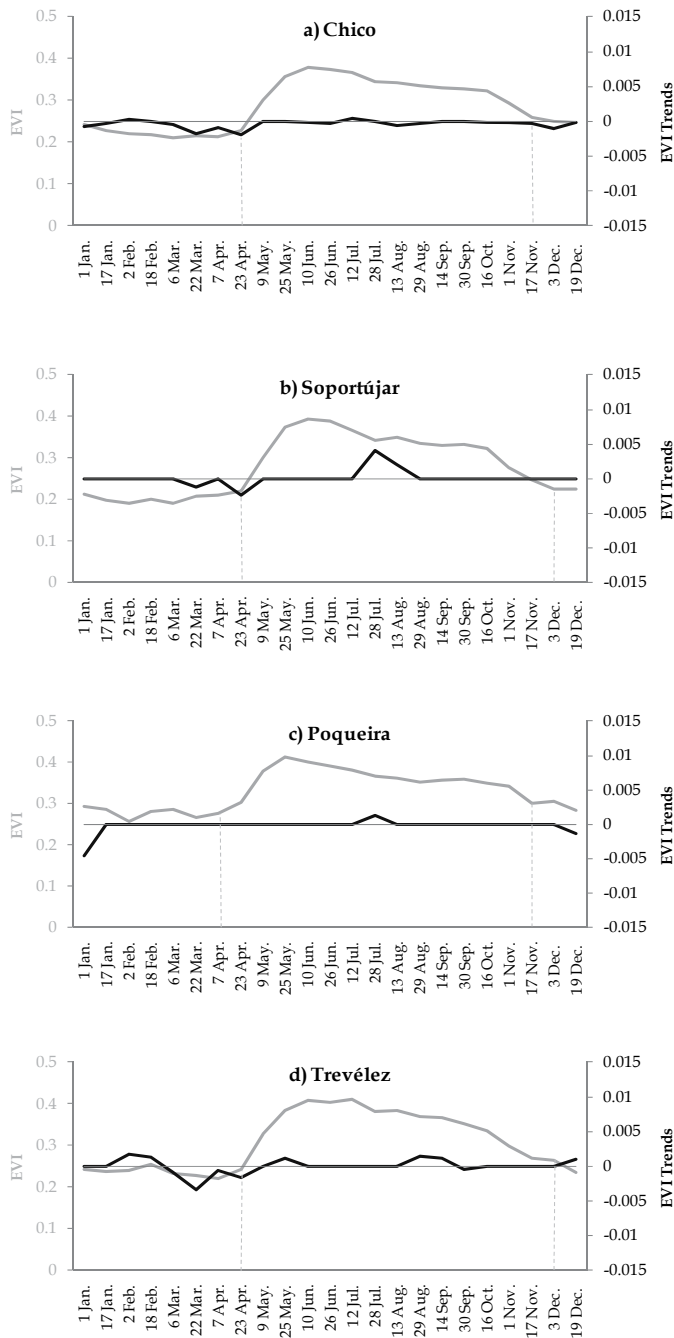 a) Chico
0.5
0.4
0.3
0.2
0.1
0
EVI
0.015
0.01
0.005
0
-0.005
-0.01
-0.015
EVI Trends
1 Jan.
17 Jan.
2 Feb.
18 Feb.
6 Mar.
22 Mar.
7 Apr.
23 Apr.
9 May.
25 May.
10 Jun.
26 Jun.
12 Jul.
28 Jul.
13 Aug.
29 Aug.
14 Sep.
30 Sep.
16 Oct.
1 Nov.
17 Nov.
3 Dec.
19 Dec.
b) Soportújar
0.5
0.4
0.3
0.2
0.1
0
EVI
0.015
0.01
0.005
0
-0.005
-0.01
-0.015
EVI Trends
1 Jan.
17 Jan.
2 Feb.
18 Feb.
6 Mar.
22 Mar.
7 Apr.
23 Apr.
9 May.
25 May.
10 Jun.
26 Jun.
12 Jul.
28 Jul.
13 Aug.
29 Aug.
14 Sep.
30 Sep.
16 Oct.
1 Nov.
17 Nov.
3 Dec.
19 Dec.
c) Poqueira
0.5
0.4
0.3
0.2
0.1
0
EVI
0.015
0.01
0.005
0
-0.005
-0.01
-0.015
EVI Trends
1 Jan.
17 Jan.
2 Feb.
18 Feb.
6 Mar.
22 Mar.
7 Apr.
23 Apr.
9 May.
25 May.
10 Jun.
26 Jun.
12 Jul.
28 Jul.
13 Aug.
29 Aug.
14 Sep.
30 Sep.
16 Oct.
1 Nov.
17 Nov.
3 Dec.
19 Dec.
d) Trevélez
0.5
0.4
0.3
0.2
0.1
0
EVI
0.015
0.01
0.005
0
-0.005
-0.01
-0.015
EVI Trends
1 Jan.
17 Jan.
2 Feb.
18 Feb.
6 Mar.
22 Mar.
7 Apr.
23 Apr.
9 May.
25 May.
10 Jun.
26 Jun.
12 Jul.
28 Jul.
13 Aug.
29 Aug.
14 Sep.
30 Sep.
16 Oct.
1 Nov.
17 Nov.
3 Dec.
19 Dec.